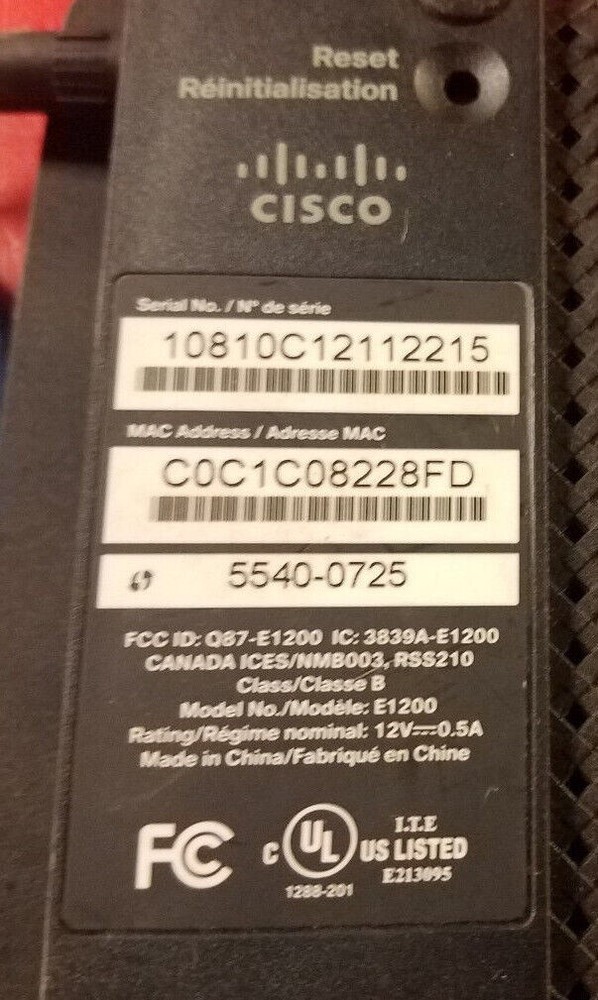 Reset
Réinitialisation
CISCO
Serial No. / N° de série
10810C12112215
MAC Address / Adresse MAC
C0C1C08228FD
5540-0725
FCC ID: Q87-E1200 IC: 3839A-E1200
CANADA ICES/NMB003, RSS210
Class/Classe B
Model No./Modèle: E1200
Rating/Régime nominal: 12V⎓0.5A
Made in China/Fabriqué en Chine
FC c UL US LISTED
I.T.E
E213095
1288-201